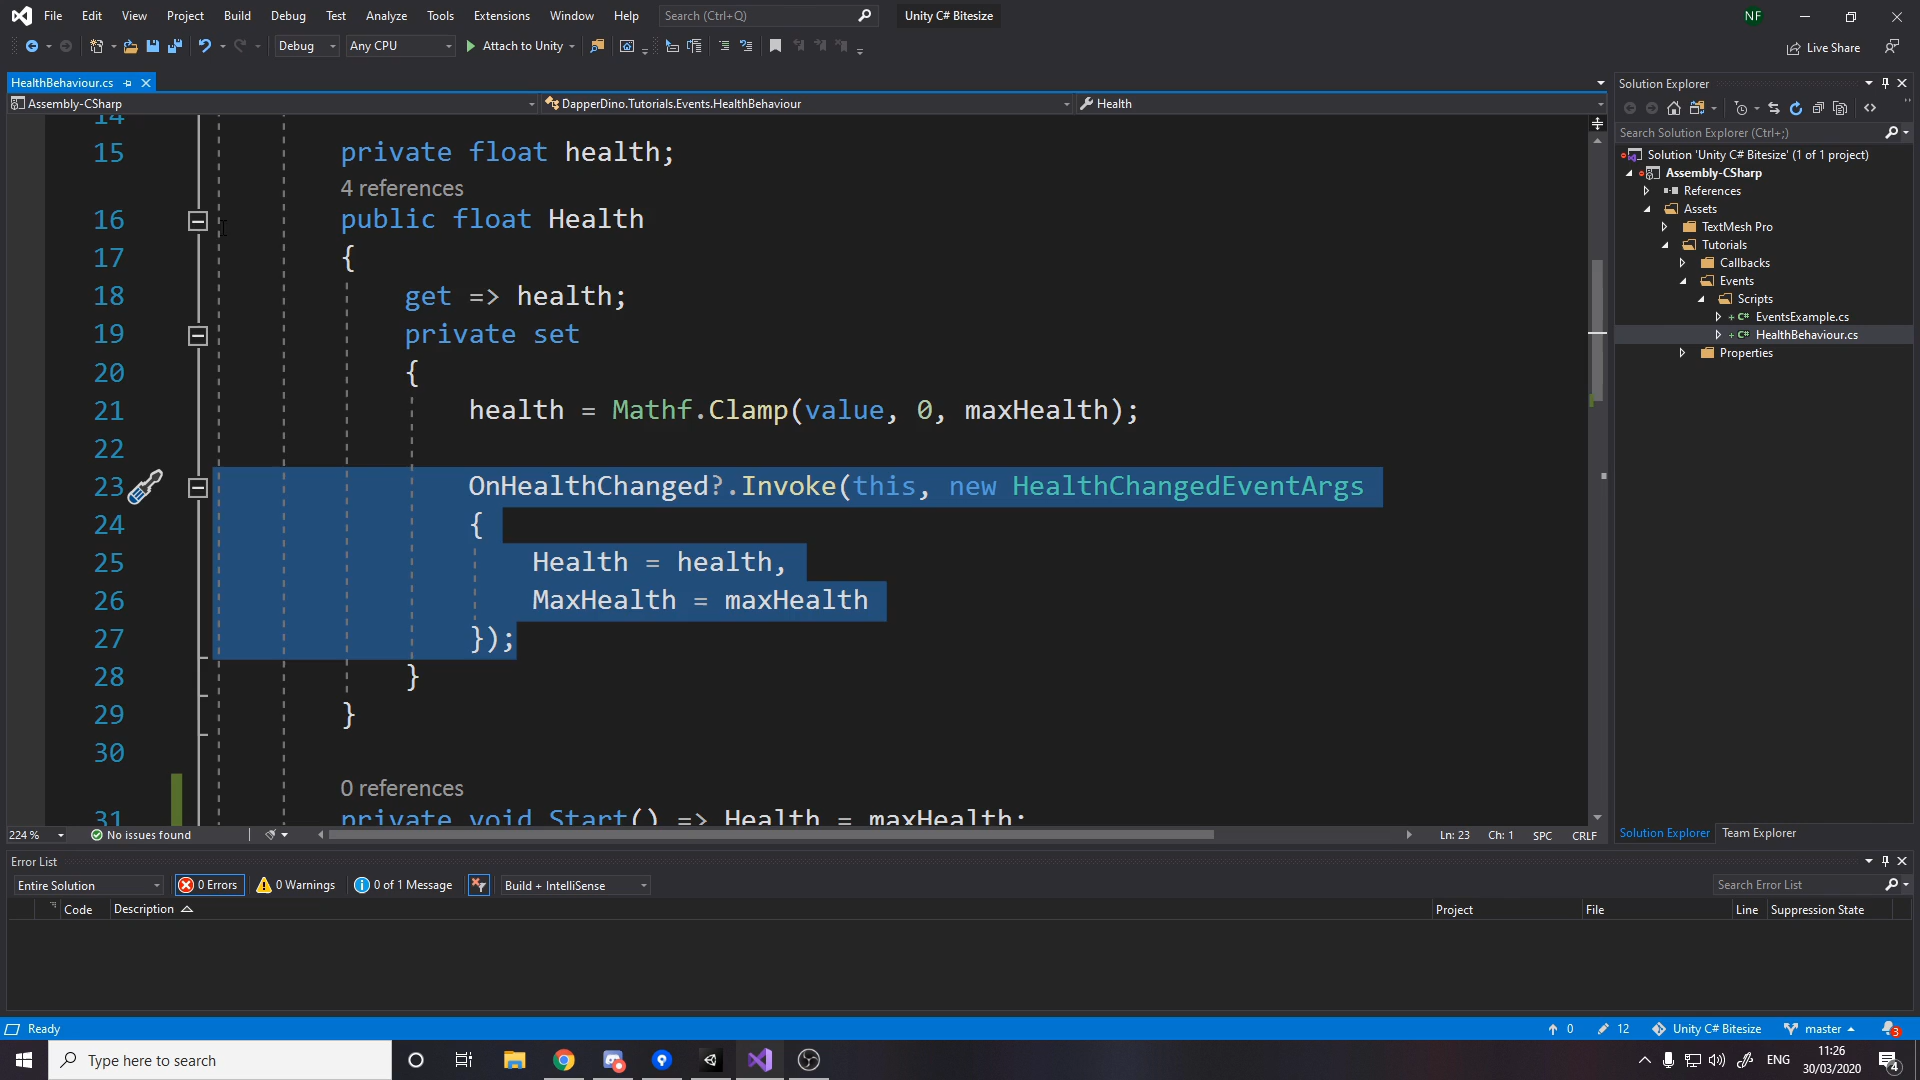 File Edit View Project Build Debug Test Analyze Tools Extensions Window Help Search (Ctrl+Q) Unity C# Bitesize NF
Debug Any CPU Attach to Unity Live Share
HealthBehaviour.cs
Assembly-CSharp DapperDino.Tutorials.Events.HealthBehaviour Health
14
15 private float health;
4 references
16 public float Health
17 {
18 get => health;
19 private set
20 {
21 health = Mathf.Clamp(value, 0, maxHealth);
22
23 OnHealthChanged?.Invoke(this, new HealthChangedEventArgs
24 {
25 Health = health,
26 MaxHealth = maxHealth
27 });
28 }
29 }
30
0 references
31 private void Start() => Health = maxHealth;
224 % No issues found Ln: 23 Ch: 1 SPC CRLF
Solution Explorer
Search Solution Explorer (Ctrl+;)
Solution 'Unity C# Bitesize' (1 of 1 project)
Assembly-CSharp
References
Assets
TextMesh Pro
Tutorials
Callbacks
Events
Scripts
C# EventsExample.cs
C# HealthBehaviour.cs
Properties
Solution Explorer Team Explorer
Error List
Entire Solution 0 Errors 0 Warnings 0 of 1 Message Build + IntelliSense Search Error List
Code Description Project File Line Suppression State
Ready 0 12 Unity C# Bitesize master 3
Type here to search ENG 11:26 4
30/03/2020